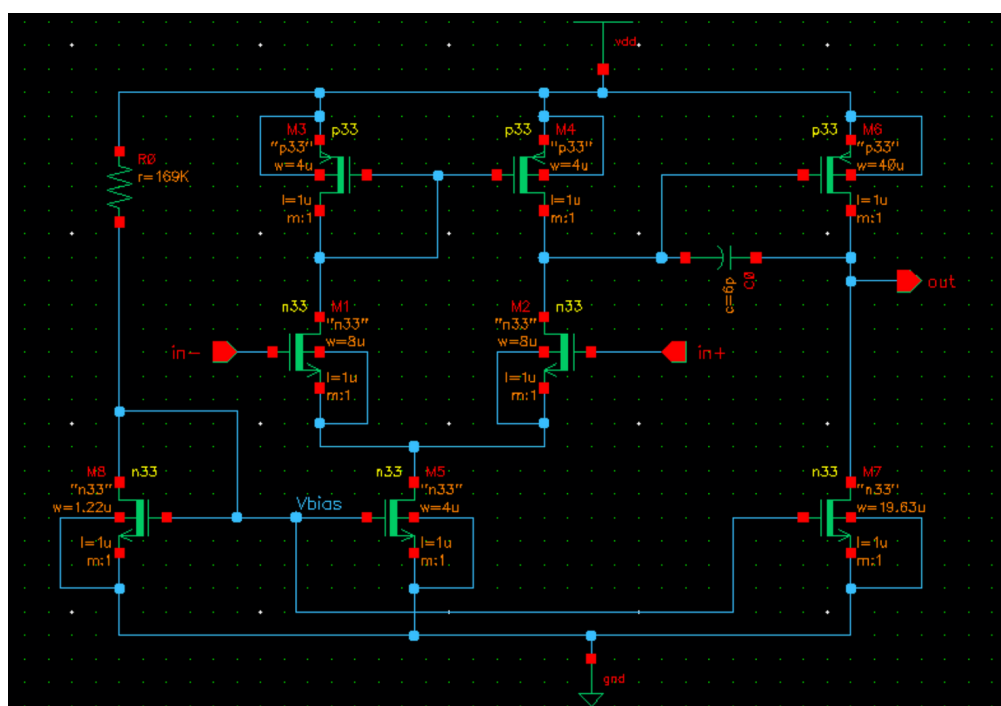 vdd
R0
r=169K
M3
p33
"p33"
w=4u
l=1u
m:1
p33
M4
"p33"
w=4u
l=1u
m:1
p33
M6
"p33"
w=40u
l=1u
m:1
c=6p
C0
out
n33
M1
"n33"
w=8u
l=1u
m:1
in-
M2
n33
"n33"
w=8u
l=1u
m:1
in+
M8
n33
"n33"
w=1.22u
l=1u
m:1
Vbias
n33
M5
"n33"
w=4u
l=1u
m:1
n33
M7
"n33"
w=19.63u
l=1u
m:1
gnd